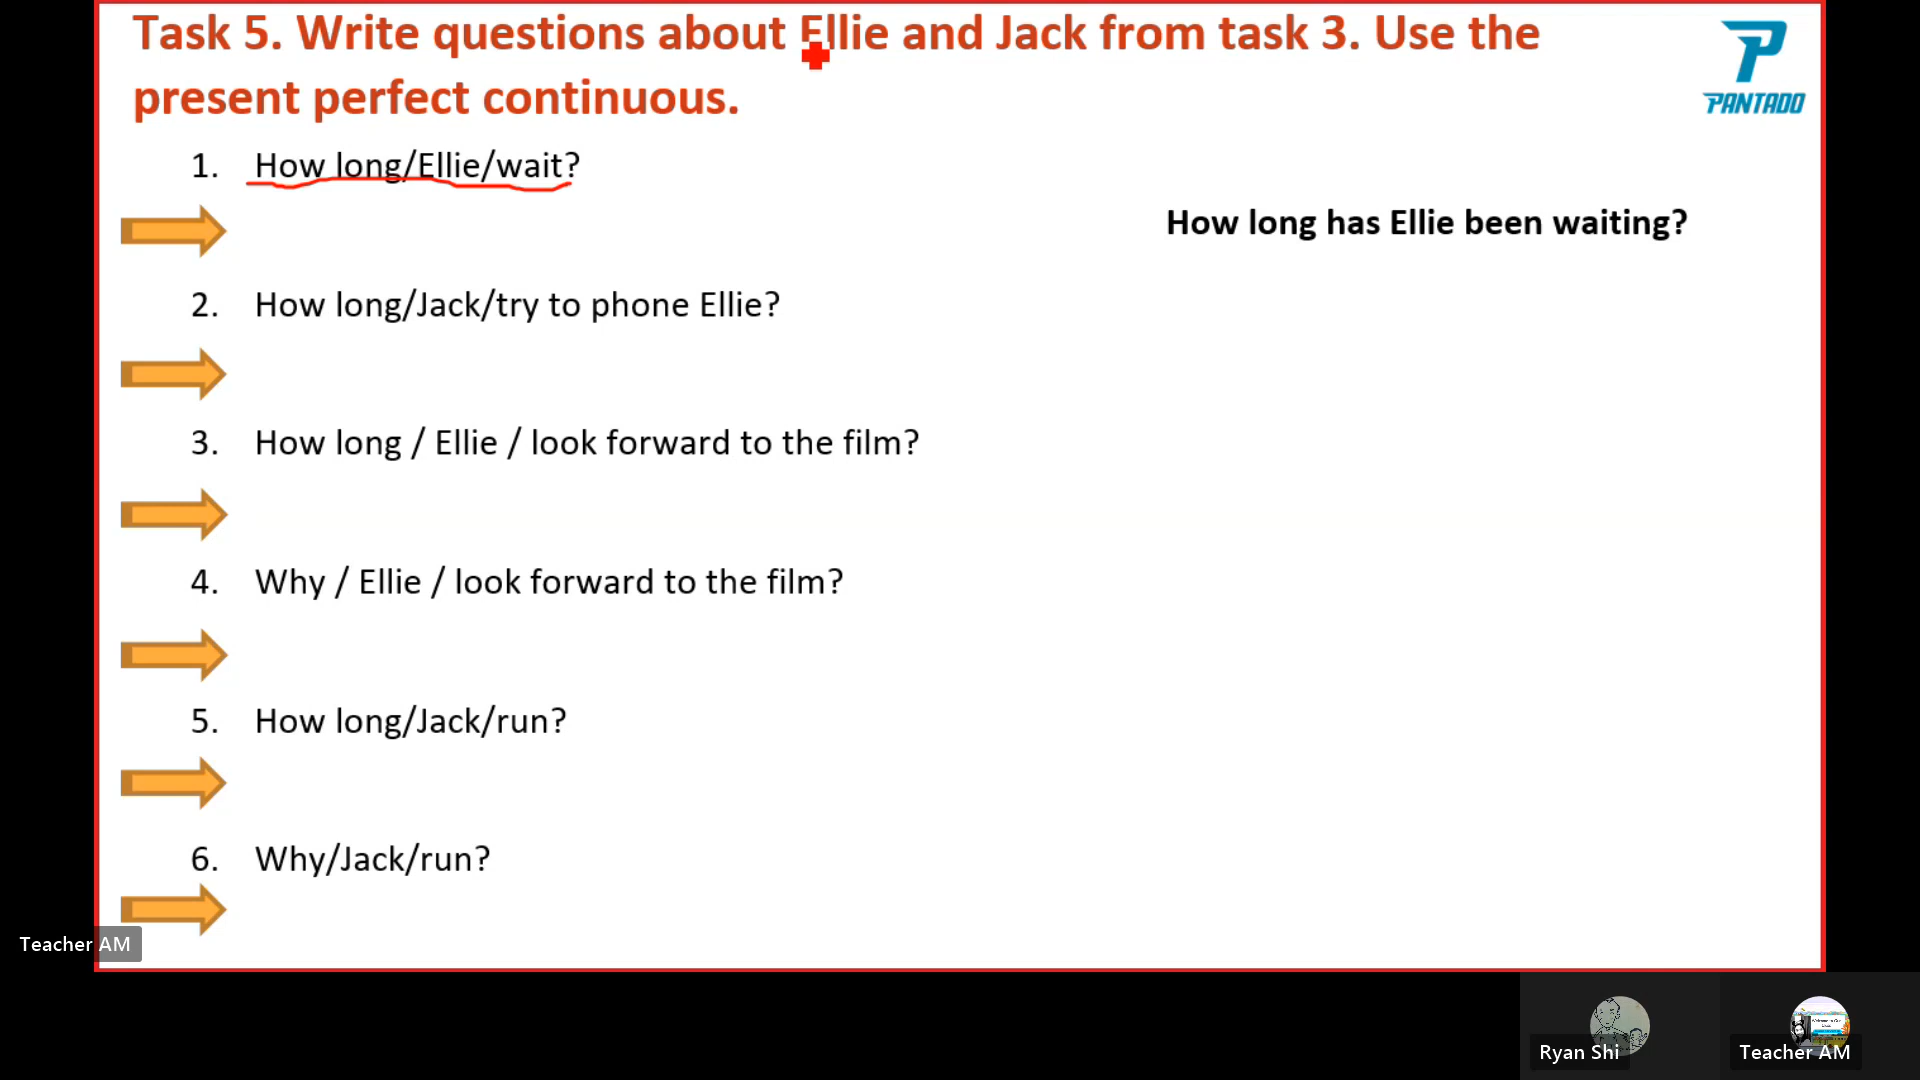 Task 5. Write questions about Ellie and Jack from task 3. Use the
present perfect continuous.
PANTADO
1. How long/Ellie/wait?
How long has Ellie been waiting?
2. How long/Jack/try to phone Ellie?
3. How long / Ellie / look forward to the film?
4. Why / Ellie / look forward to the film?
5. How long/Jack/run?
6. Why/Jack/run?
Teacher AM
Ryan Shi
Teacher AM